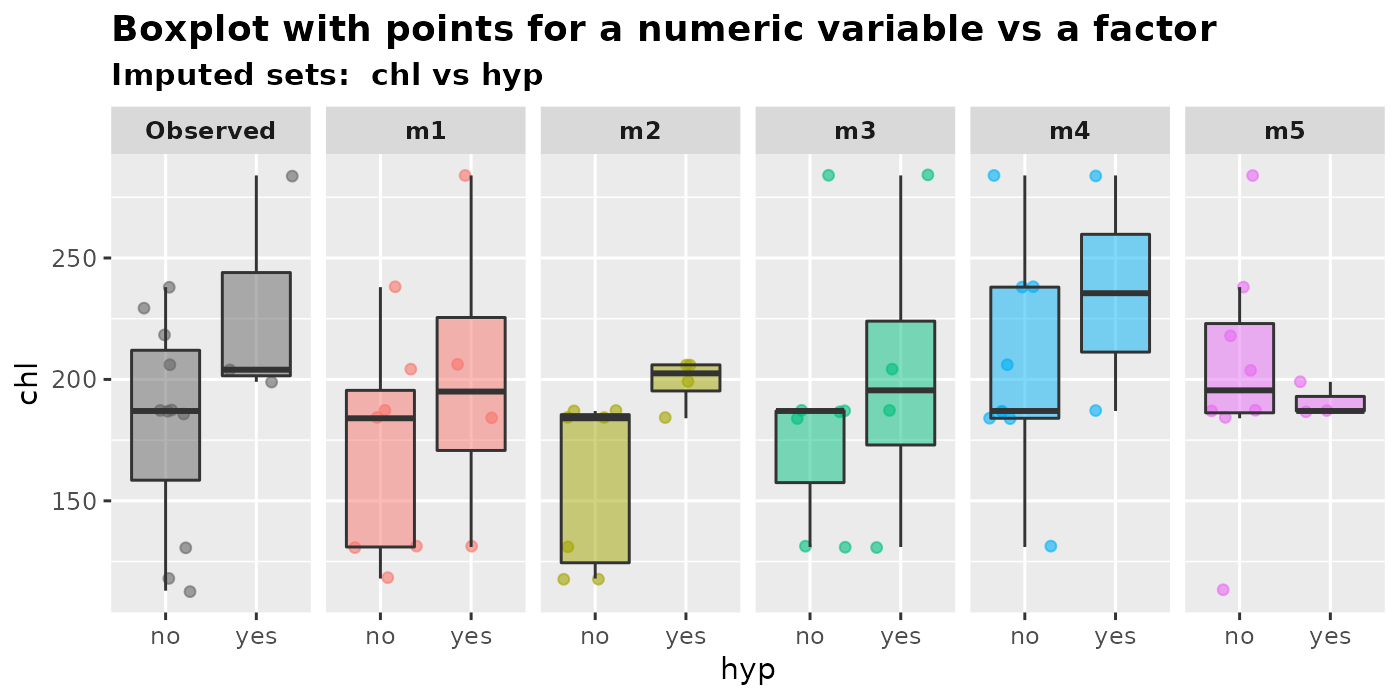 Boxplot with points for a numeric variable vs a factor
Imputed sets:  chl vs hyp
Observed m1 m2 m3 m4 m5
chl
250
200
150
no yes no yes no yes no yes no yes no yes
hyp